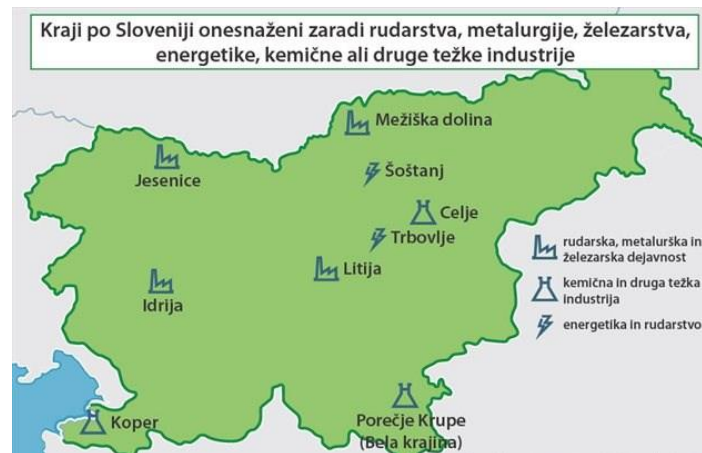 Kraji po Sloveniji onesnaženi zaradi rudarstva, metalurgije, železarstva,
energetike, kemične ali druge težke industrije
Mežiška dolina
Jesenice
Šoštanj
Celje
Trbovlje
Litija
Idrija
Koper
Porečje Krupe
(Bela krajina)
rudarska, metalurška in
železarska dejavnost
kemična in druga težka
industrija
energetika in rudarstvo